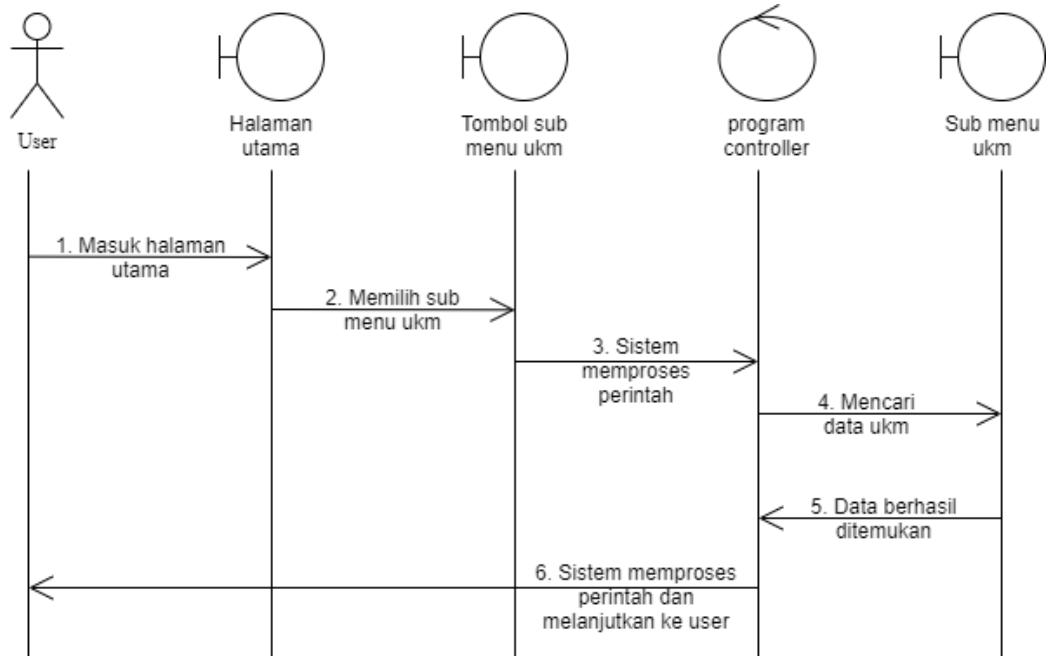 User
Halaman
utama
Tombol sub
menu ukm
program
controller
Sub menu
ukm
1. Masuk halaman
utama
2. Memilih sub
menu ukm
3. Sistem
memproses
perintah
4. Mencari
data ukm
5. Data berhasil
ditemukan
6. Sistem memproses
perintah dan
melanjutkan ke user